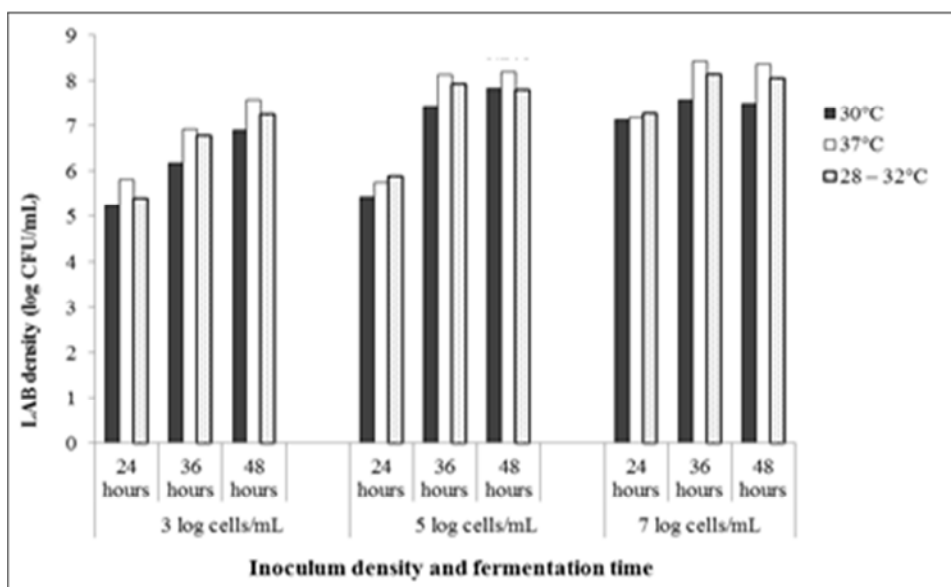 LAB density (log CFU/mL)
9
8
7
6
5
4
3
2
1
0
30°C
37°C
28 – 32°C
24 hours
36 hours
48 hours
24 hours
36 hours
48 hours
24 hours
36 hours
48 hours
3 log cells/mL
5 log cells/mL
7 log cells/mL
Inoculum density and fermentation time